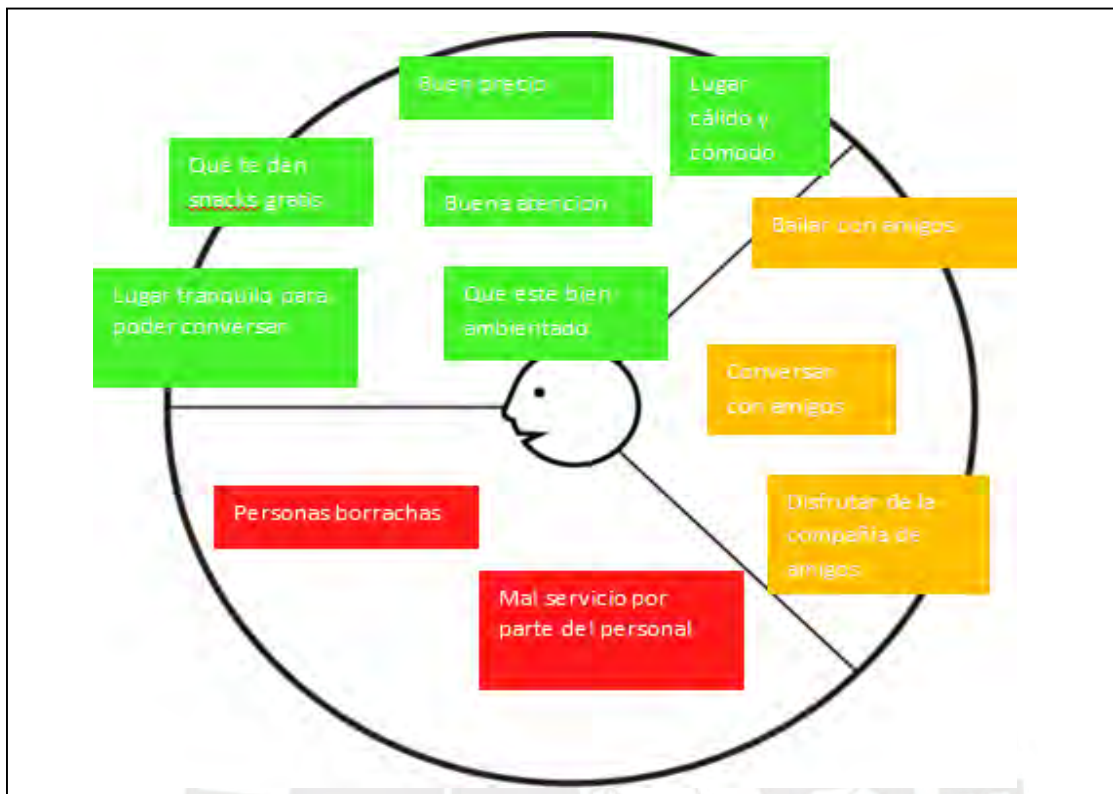 Buen precio
Lugar
cálido y
cómodo
Que te den
snacks gratis
Buena atención
Bailar con amigos
Lugar tranquilo para
poder conversar
Que este bien
ambientado
Conversar
con amigos
Personas borrachas
Disfrutar de la
compañía de
amigos
Mal servicio por
parte del personal